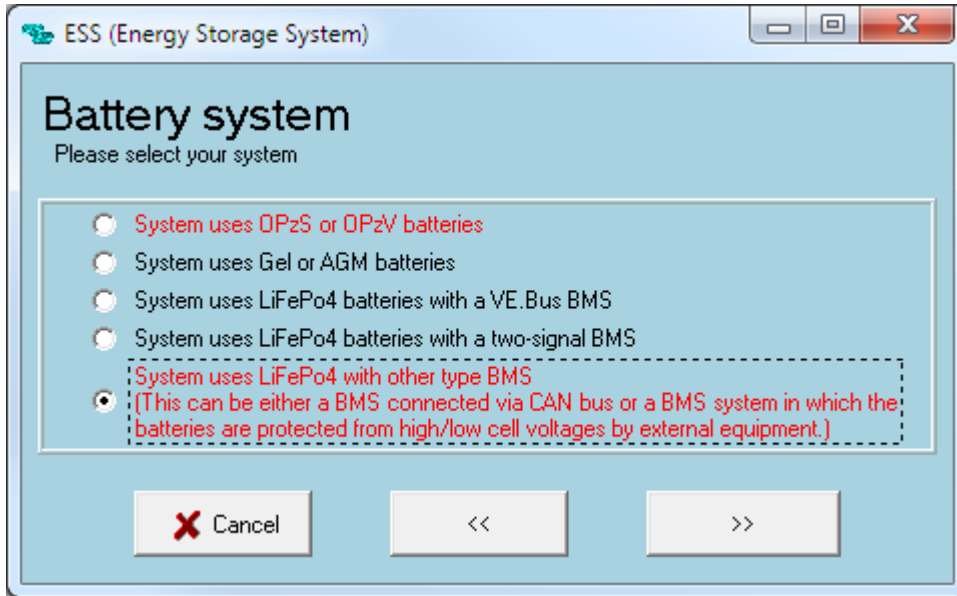 ESS (Energy Storage System)
Battery system
Please select your system
System uses OPzS or OPzV batteries
System uses Gel or AGM batteries
System uses LiFePo4 batteries with a VE.Bus BMS
System uses LiFePo4 batteries with a two-signal BMS
System uses LiFePo4 with other type BMS
(This can be either a BMS connected via CAN bus or a BMS system in which the
batteries are protected from high/low cell voltages by external equipment.)
Cancel
<<
>>